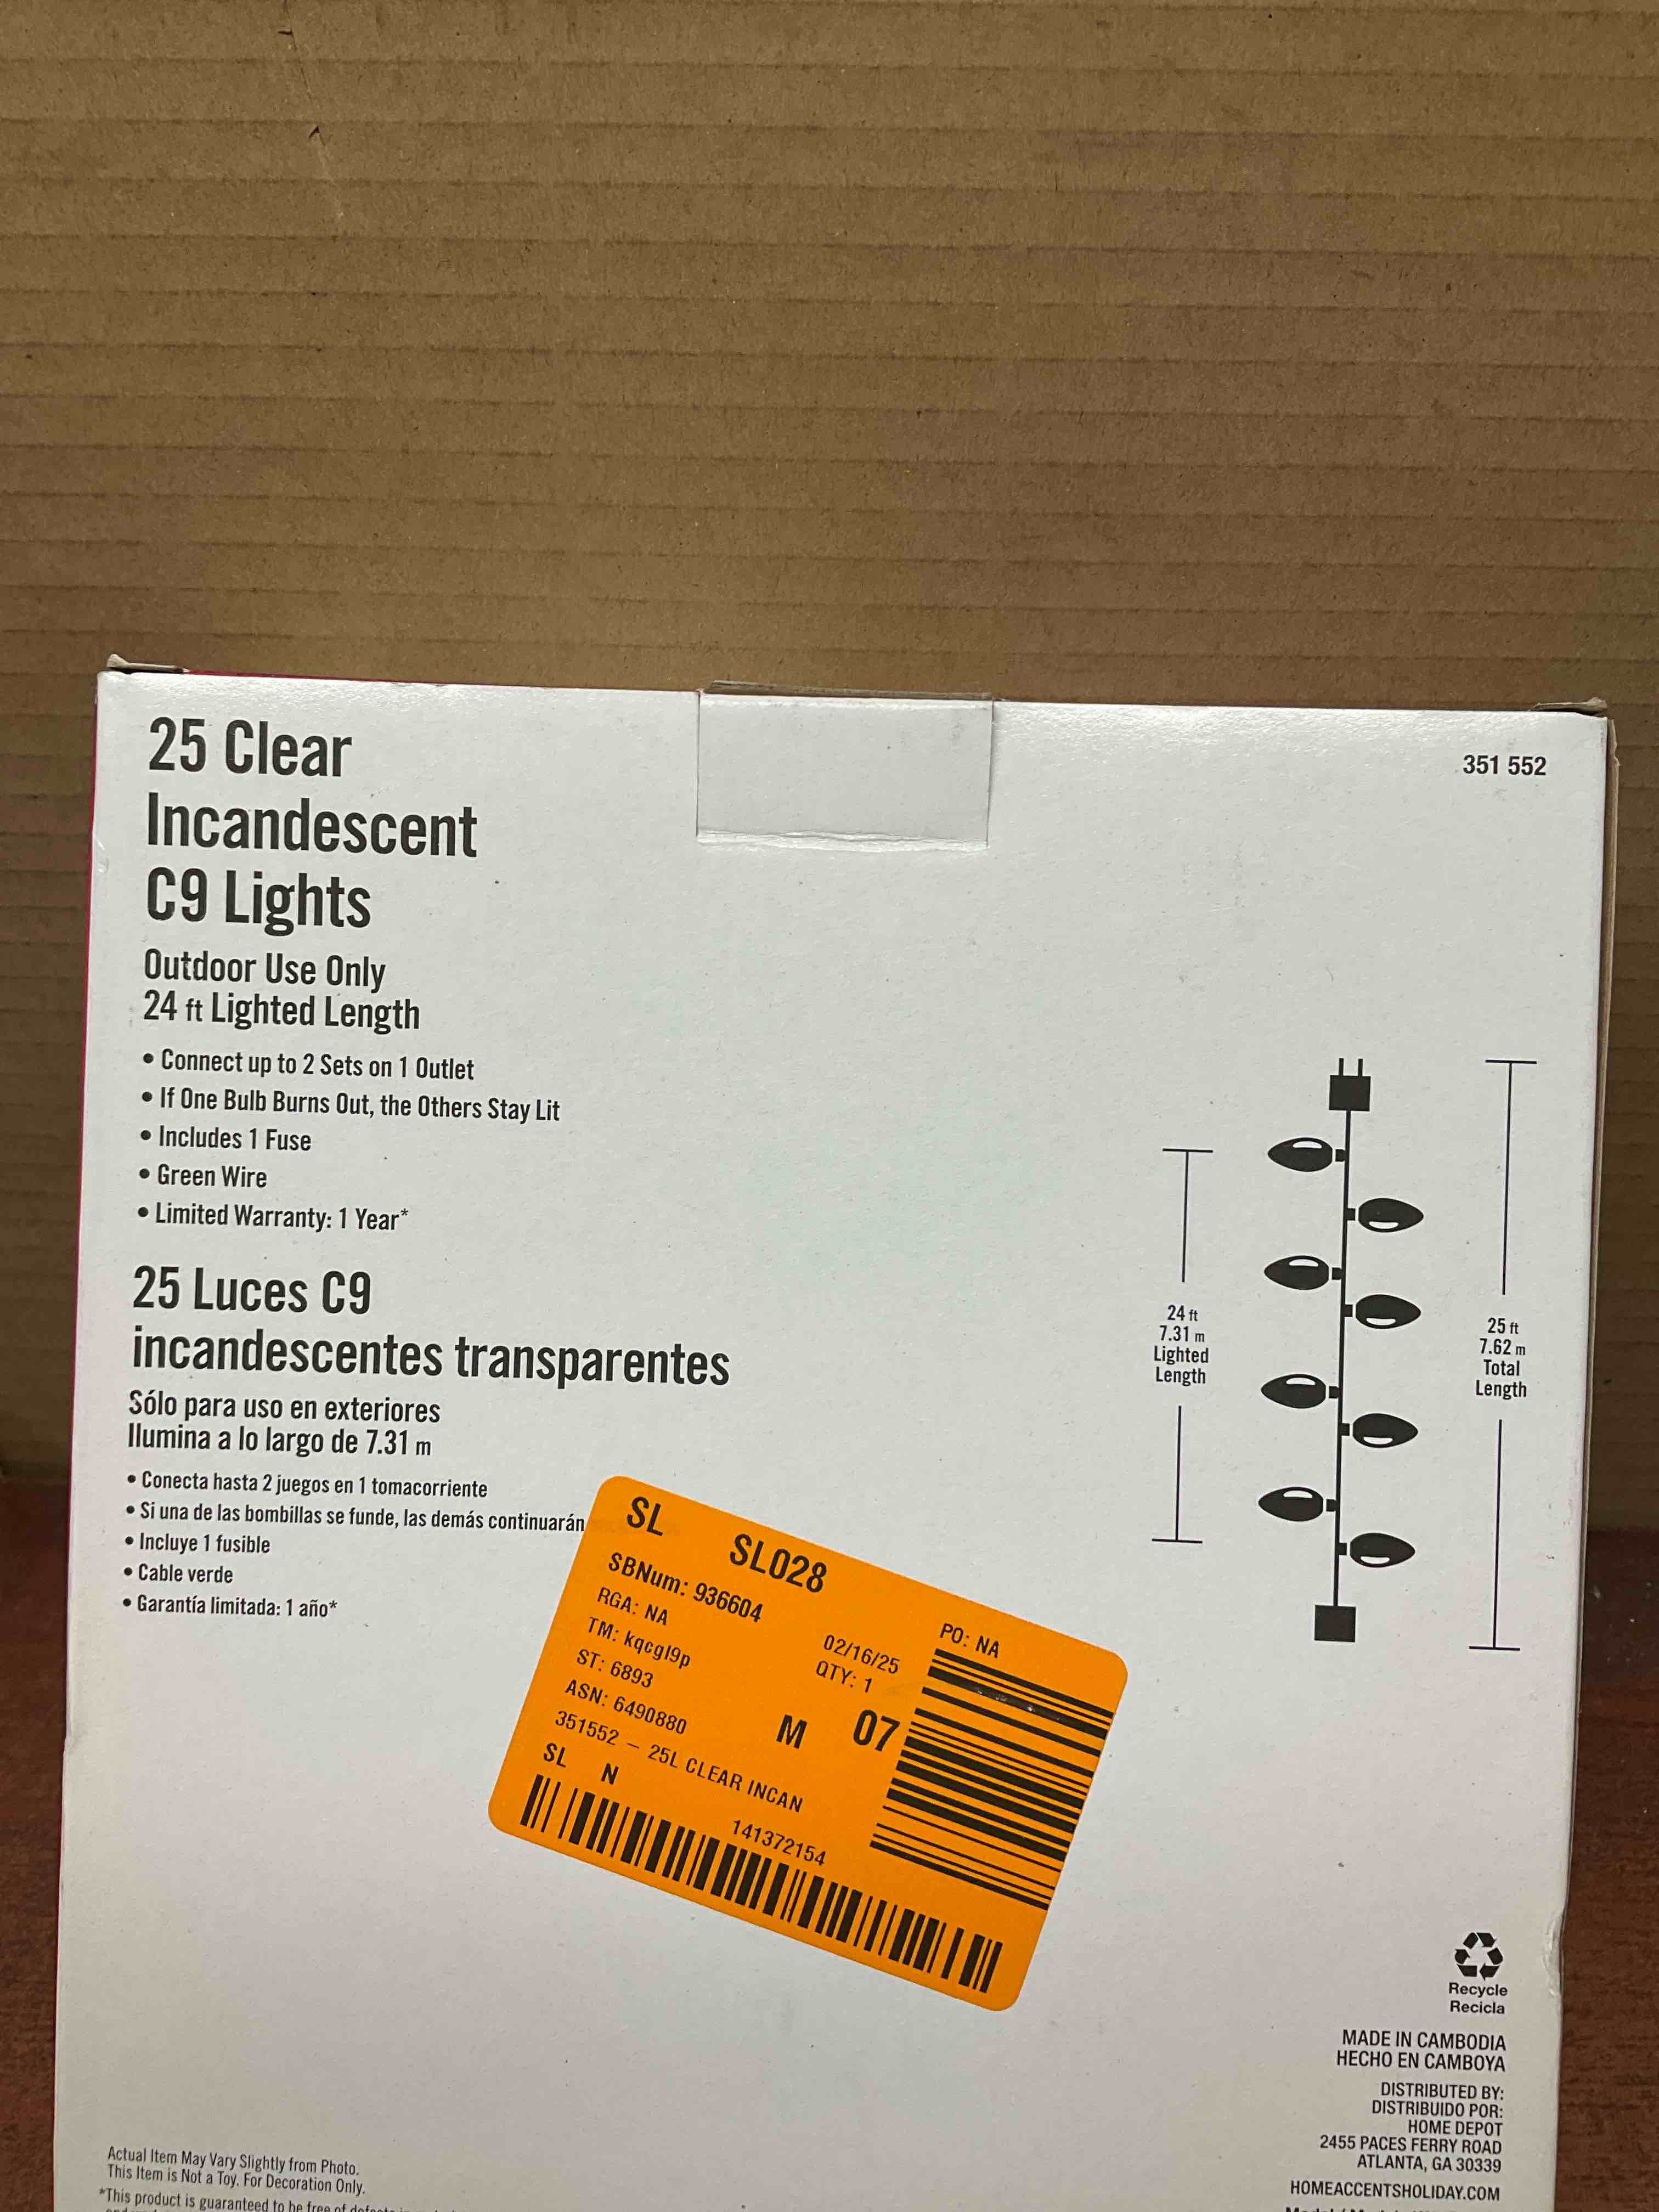 25 Clear
Incandescent
C9 Lights
Outdoor Use Only
24 ft Lighted Length
• Connect up to 2 Sets on 1 Outlet
• If One Bulb Burns Out, the Others Stay Lit
• Includes 1 Fuse
• Green Wire
• Limited Warranty: 1 Year*
25 Luces C9
incandescentes transparentes
Sólo para uso en exteriores
Ilumina a lo largo de 7.31 m
• Conecta hasta 2 juegos en 1 tomacorriente
• Si una de las bombillas se funde, las demás continuarán
• Incluye 1 fusible
• Cable verde
• Garantía limitada: 1 año*
351 552
24 ft
7.31 m
Lighted
Length
25 ft
7.62 m
Total
Length
SL SL028
SBNum: 936604
RGA: NA 02/16/25 PO: NA
TM: kqcgl9p QTY: 1
ST: 6893
ASN: 6490880 M 07
351552 – 25L CLEAR INCAN
SL N
141372154
Recycle
Recicla
MADE IN CAMBODIA
HECHO EN CAMBOYA
DISTRIBUTED BY:
DISTRIBUIDO POR:
HOME DEPOT
2455 PACES FERRY ROAD
ATLANTA, GA 30339
HOMEACCENTSHOLIDAY.COM
Actual Item May Vary Slightly from Photo.
This Item is Not a Toy. For Decoration Only.
*This product is guaranteed to be free of